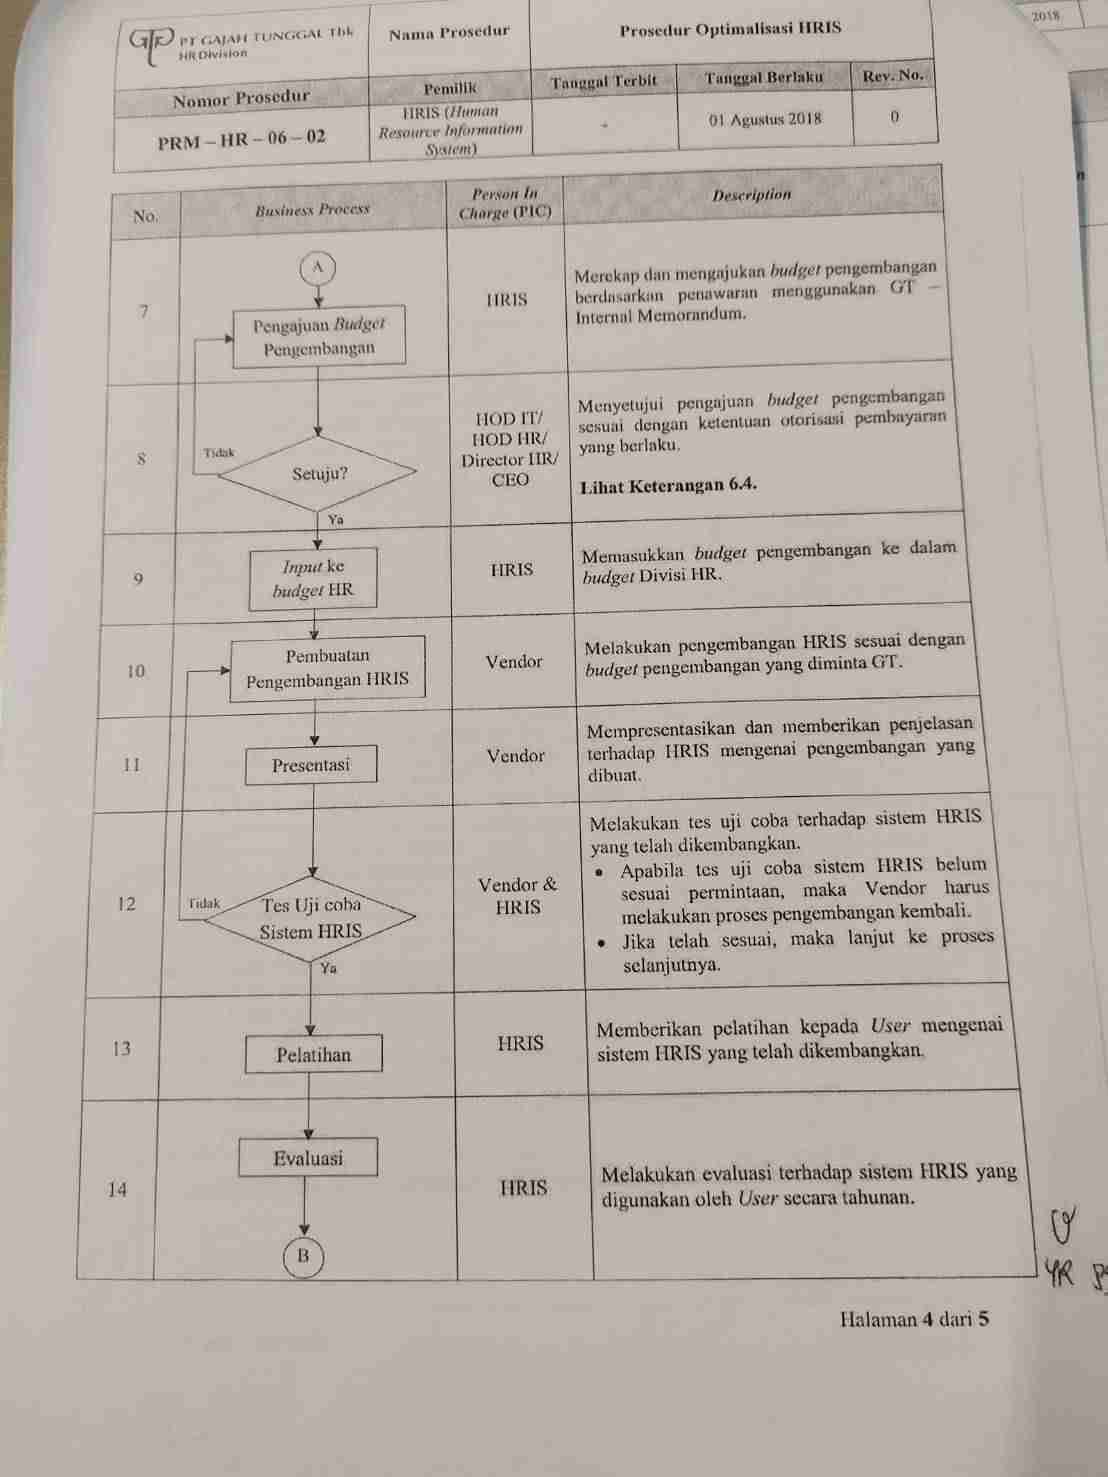 PT GAJAH TUNGGAL Tbk
HR Division
Nama Prosedur
Prosedur Optimalisasi HRIS
Nomor Prosedur
Pemilik
Tanggal Terbit
Tanggal Berlaku
Rev. No.
PRM – HR – 06 – 02
HRIS (Human
Resource Information
System)
-
01 Agustus 2018
0
2018
No.
Business Process
Person In
Charge (PIC)
Description
7
A
Pengajuan Budget
Pengembangan
HRIS
Merekap dan mengajukan budget pengembangan
berdasarkan penawaran menggunakan GT –
Internal Memorandum.
8
Tidak
Setuju?
Ya
HOD IT/
HOD HR/
Director HR/
CEO
Menyetujui pengajuan budget pengembangan
sesuai dengan ketentuan otorisasi pembayaran
yang berlaku.
Lihat Keterangan 6.4.
9
Input ke
budget HR
HRIS
Memasukkan budget pengembangan ke dalam
budget Divisi HR.
10
Pembuatan
Pengembangan HRIS
Vendor
Melakukan pengembangan HRIS sesuai dengan
budget pengembangan yang diminta GT.
11
Presentasi
Vendor
Mempresentasikan dan memberikan penjelasan
terhadap HRIS mengenai pengembangan yang
dibuat.
12
Tidak
Tes Uji coba
Sistem HRIS
Ya
Vendor &
HRIS
Melakukan tes uji coba terhadap sistem HRIS
yang telah dikembangkan.
• Apabila tes uji coba sistem HRIS belum
sesuai permintaan, maka Vendor harus
melakukan proses pengembangan kembali.
• Jika telah sesuai, maka lanjut ke proses
selanjutnya.
13
Pelatihan
HRIS
Memberikan pelatihan kepada User mengenai
sistem HRIS yang telah dikembangkan.
14
Evaluasi
B
HRIS
Melakukan evaluasi terhadap sistem HRIS yang
digunakan oleh User secara tahunan.
Halaman 4 dari 5